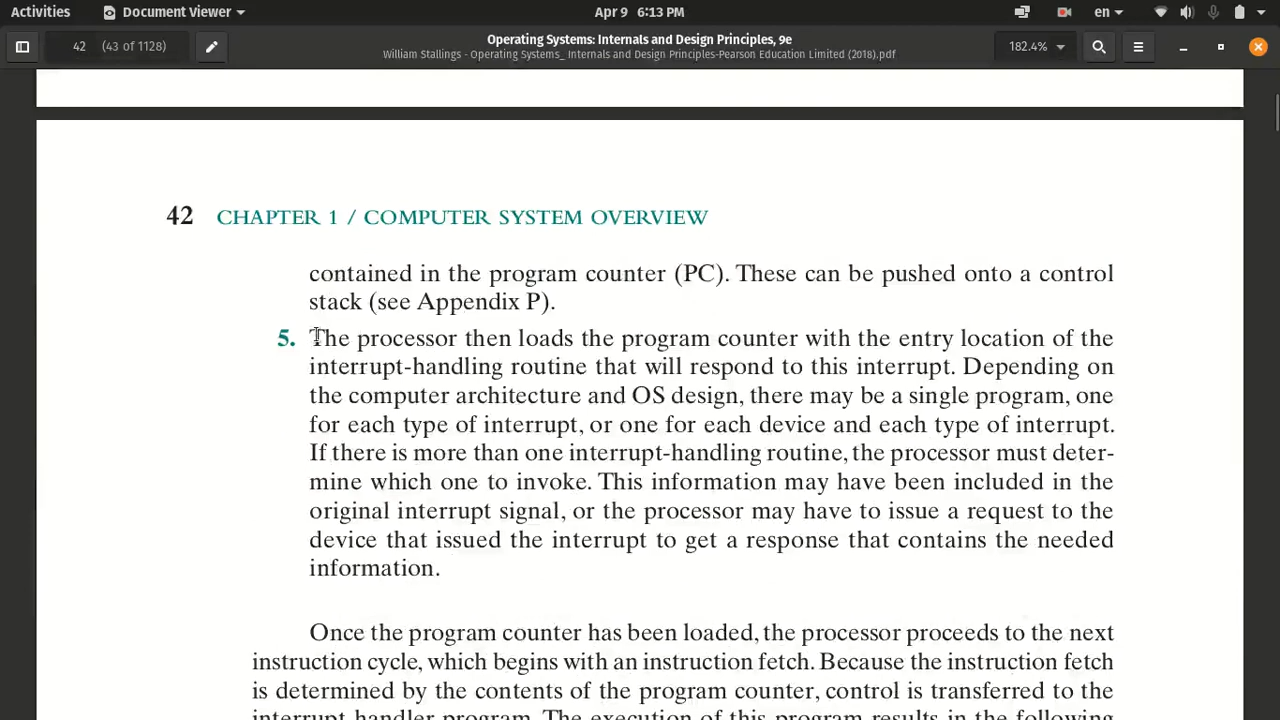 Activities Document Viewer Apr 9 6:13 PM en
42 (43 of 1128) Operating Systems: Internals and Design Principles, 9e 182.4%
William Stallings - Operating Systems_ Internals and Design Principles-Pearson Education Limited (2018).pdf
42 CHAPTER 1 / COMPUTER SYSTEM OVERVIEW
contained in the program counter (PC). These can be pushed onto a control
stack (see Appendix P).
5. The processor then loads the program counter with the entry location of the
interrupt-handling routine that will respond to this interrupt. Depending on
the computer architecture and OS design, there may be a single program, one
for each type of interrupt, or one for each device and each type of interrupt.
If there is more than one interrupt-handling routine, the processor must deter-
mine which one to invoke. This information may have been included in the
original interrupt signal, or the processor may have to issue a request to the
device that issued the interrupt to get a response that contains the needed
information.
Once the program counter has been loaded, the processor proceeds to the next
instruction cycle, which begins with an instruction fetch. Because the instruction fetch
is determined by the contents of the program counter, control is transferred to the
interrupt-handler program. The execution of this program results in the following